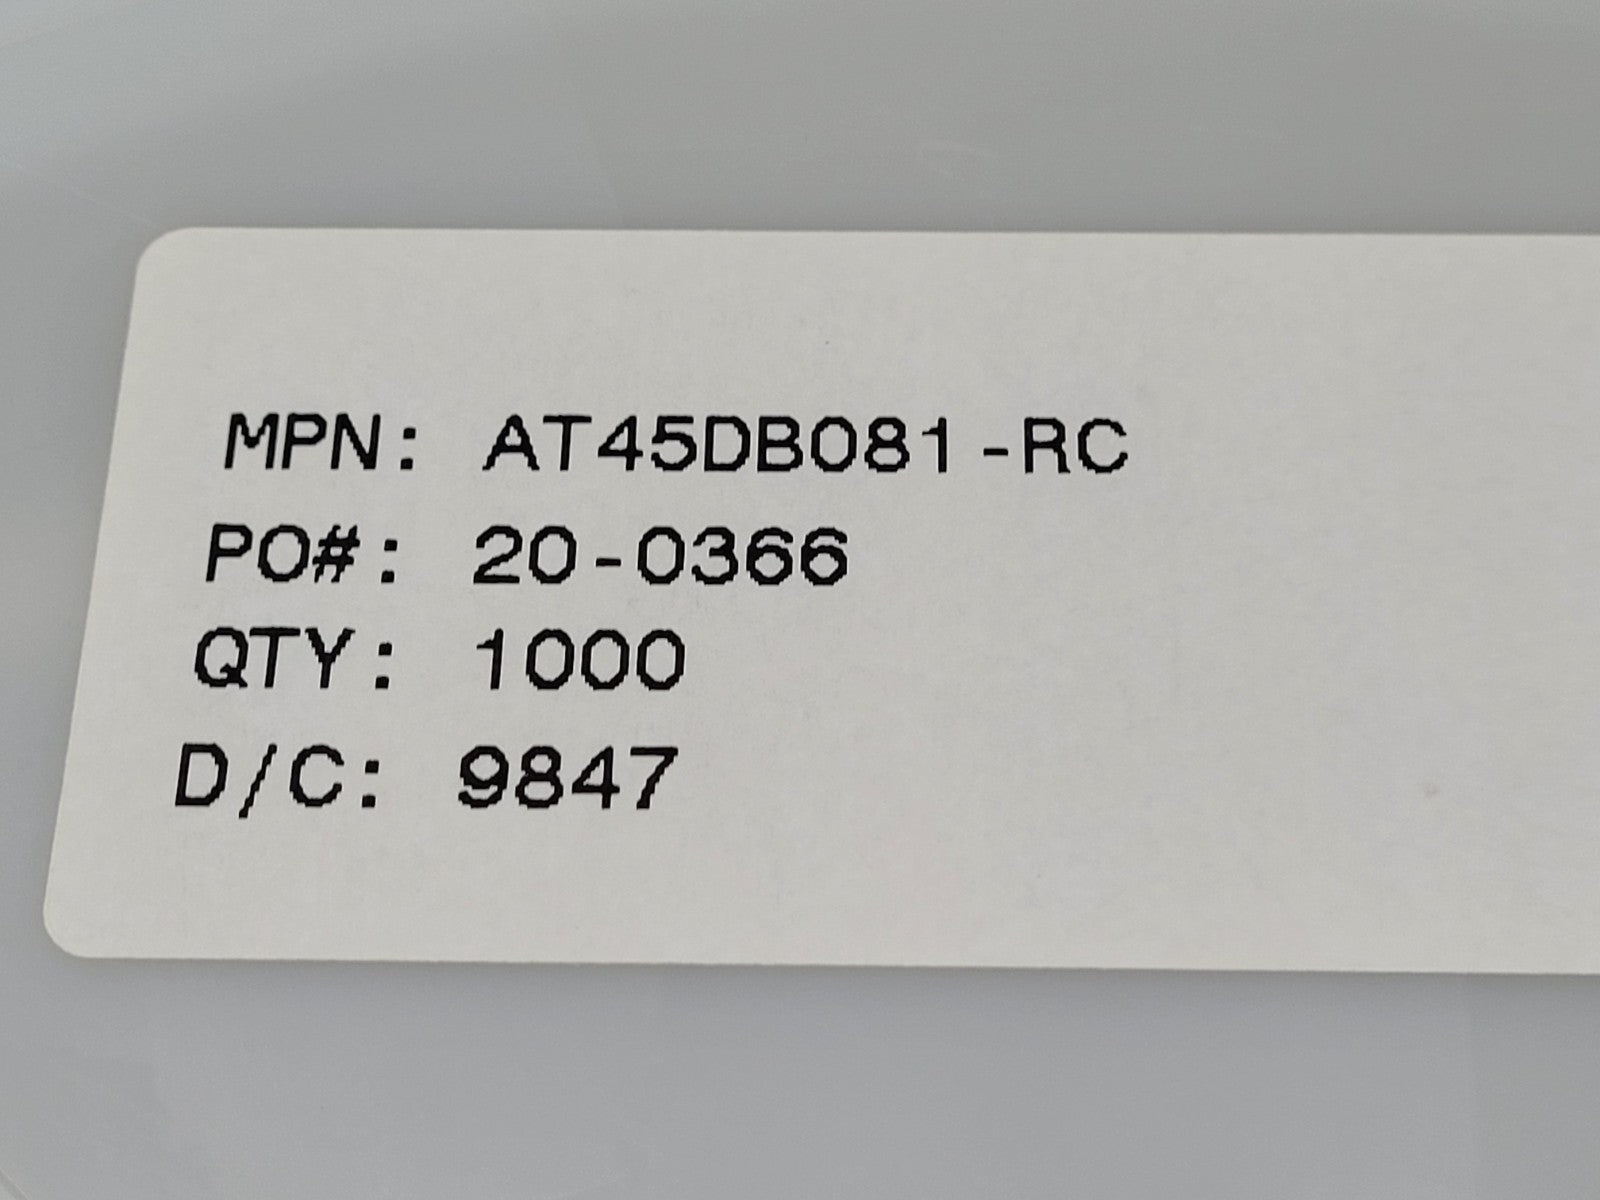 MPN: AT45DB081-RC
PO#: 20-0366
QTY: 1000
D/C: 9847